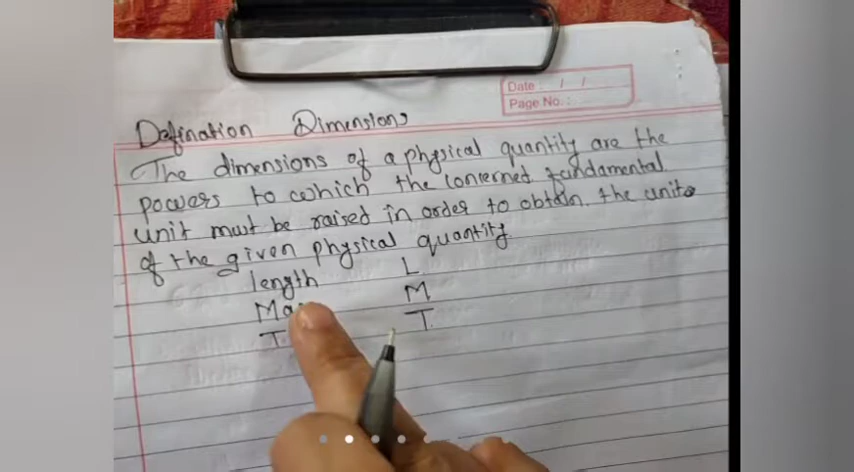 Date : / /
Page No. :
Defination Dimensions
The dimensions of a physical quantity are the
powers to which the concerned fundamental
unit must be raised in order to obtain the units
of the given physical quantity
length L
M
T